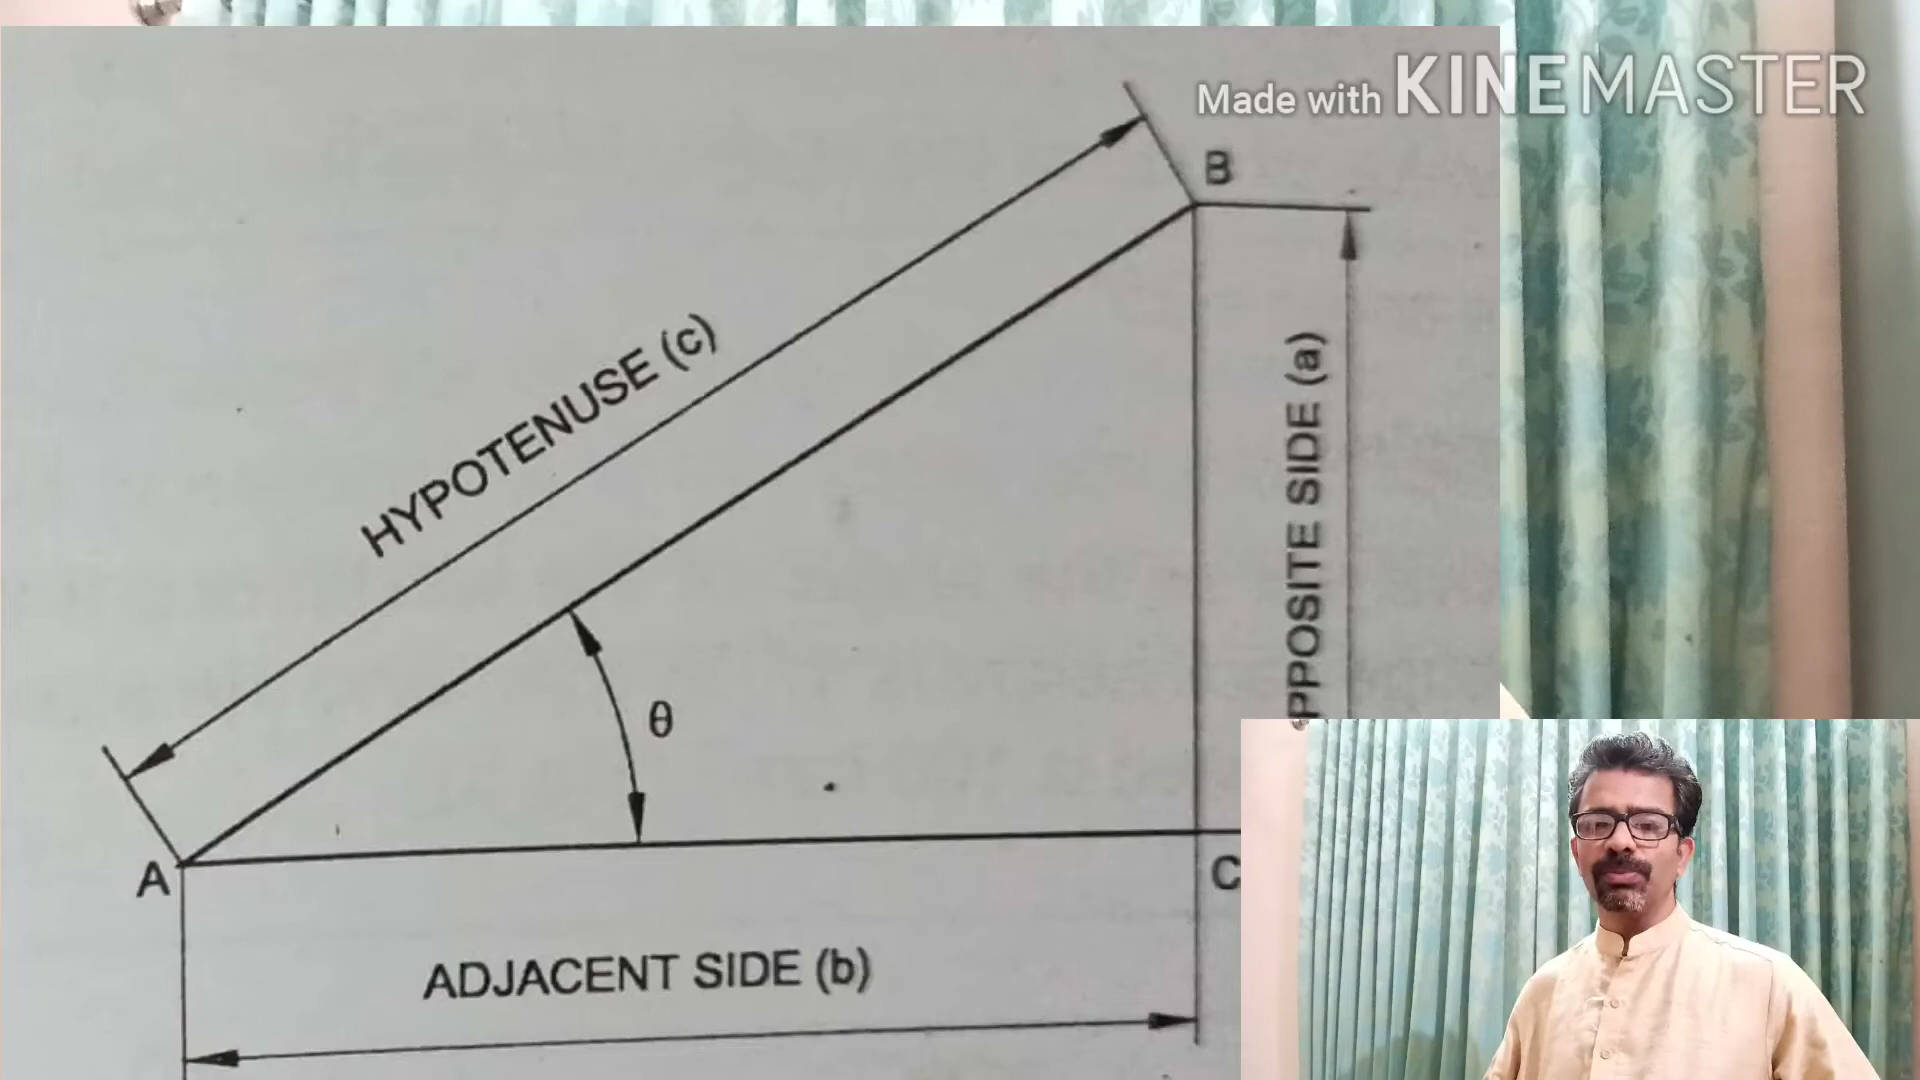 Made with KINEMASTER
B
HYPOTENUSE (c)
PPOSITE SIDE (a)
θ
A
C
ADJACENT SIDE (b)